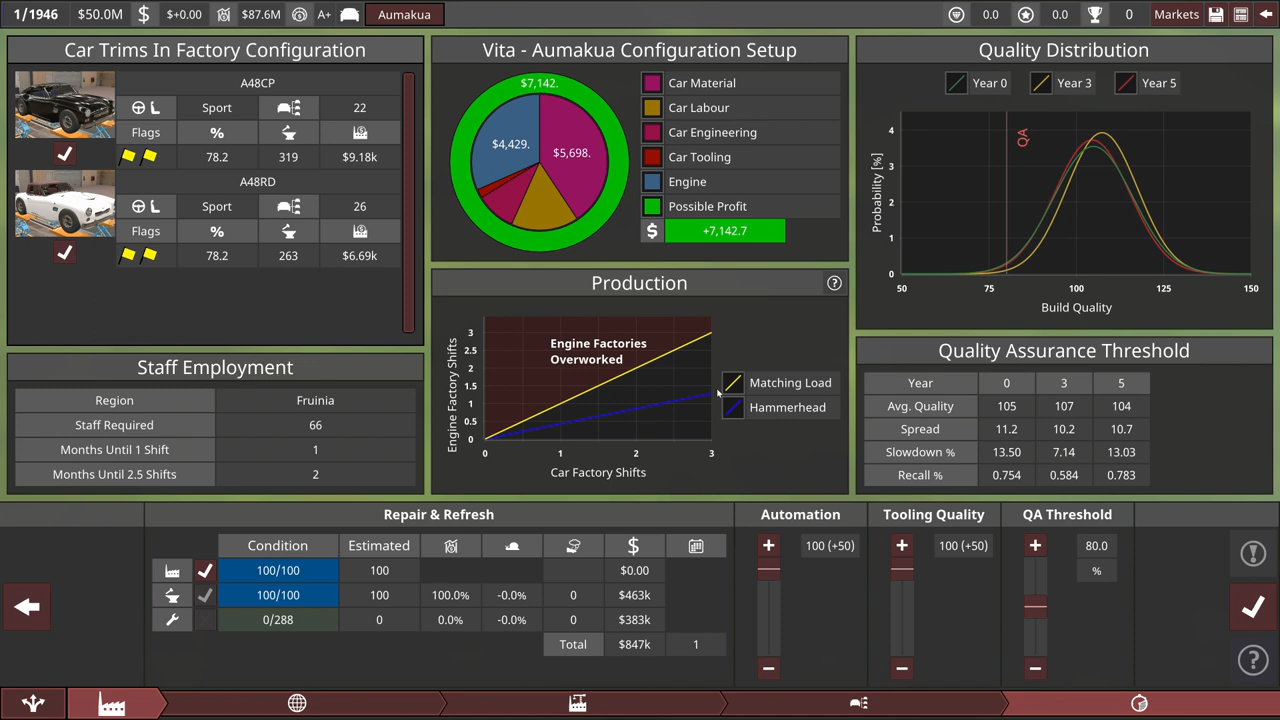 1/1946 $50.0M $ $+0.00 $87.6M A+ Aumakua 0.0 0.0 0 Markets
Car Trims In Factory Configuration
A48CP
Sport 22
Flags % 
78.2 319 $9.18k
A48RD
Sport 26
Flags %
78.2 263 $6.69k
Staff Employment
Region Fruinia
Staff Required 66
Months Until 1 Shift 1
Months Until 2.5 Shifts 2
Vita - Aumakua Configuration Setup
$7,142.
$4,429.
$5,698.
Car Material
Car Labour
Car Engineering
Car Tooling
Engine
Possible Profit
$ +7,142.7
Production ?
Engine Factory Shifts
3
2.5
2
1.5
1
0.5
0
Engine Factories
Overworked
0 1 2 3
Car Factory Shifts
Matching Load
Hammerhead
Quality Distribution
Year 0 Year 3 Year 5
Probability [%]
4
3
2
1
0
QA
50 75 100 125 150
Build Quality
Quality Assurance Threshold
Year 0 3 5
Avg. Quality 105 107 104
Spread 11.2 10.2 10.7
Slowdown % 13.50 7.14 13.03
Recall % 0.754 0.584 0.783
Repair & Refresh
Condition Estimated $
100/100 100 $0.00
100/100 100 100.0% -0.0% 0 $463k
0/288 0 0.0% -0.0% 0 $383k
Total $847k 1
Automation
+ 100 (+50)
−
Tooling Quality
+ 100 (+50)
−
QA Threshold
+ 80.0
%
−
!
?